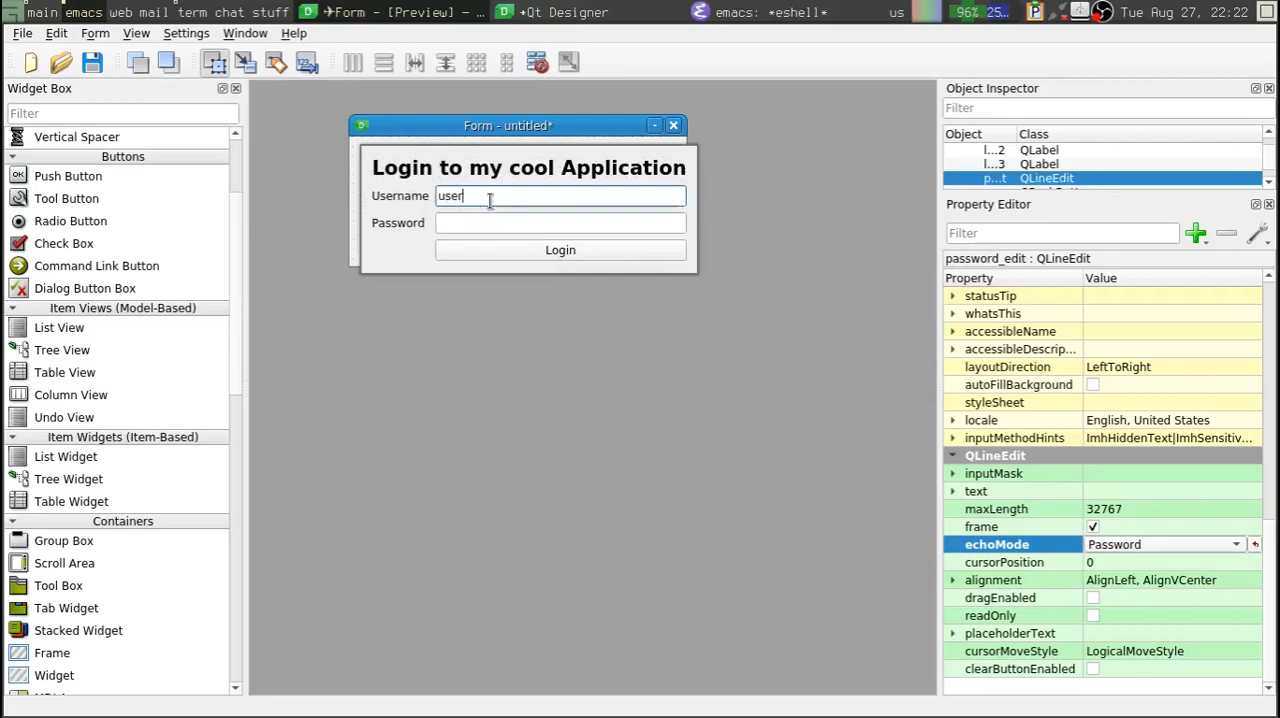 main emacs web mail term chat stuff Form - [Preview] - ... +Qt Designer emacs: *eshell* us 96% 25... Tue Aug 27, 22:22
File Edit Form View Settings Window Help
Widget Box
Filter
Vertical Spacer
Buttons
Push Button
Tool Button
Radio Button
Check Box
Command Link Button
Dialog Button Box
Item Views (Model-Based)
List View
Tree View
Table View
Column View
Undo View
Item Widgets (Item-Based)
List Widget
Tree Widget
Table Widget
Containers
Group Box
Scroll Area
Tool Box
Tab Widget
Stacked Widget
Frame
Widget
Form - untitled*
Login to my cool Application
Username user
Password
Login
Object Inspector
Filter
Object Class
l...2 QLabel
l...3 QLabel
p...t QLineEdit
Property Editor
Filter
password_edit : QLineEdit
Property Value
statusTip
whatsThis
accessibleName
accessibleDescrip...
layoutDirection LeftToRight
autoFillBackground
styleSheet
locale English, United States
inputMethodHints ImhHiddenText|ImhSensitiv...
QLineEdit
inputMask
text
maxLength 32767
frame
echoMode Password
cursorPosition 0
alignment AlignLeft, AlignVCenter
dragEnabled
readOnly
placeholderText
cursorMoveStyle LogicalMoveStyle
clearButtonEnabled